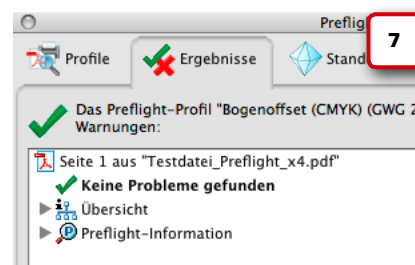 Preflig
7
Profile
Ergebnisse
Stand
Das Preflight-Profil "Bogenoffset (CMYK) (GWG 2
Warnungen:
Seite 1 aus "Testdatei_Preflight_x4.pdf"
Keine Probleme gefunden
Übersicht
Preflight-Information